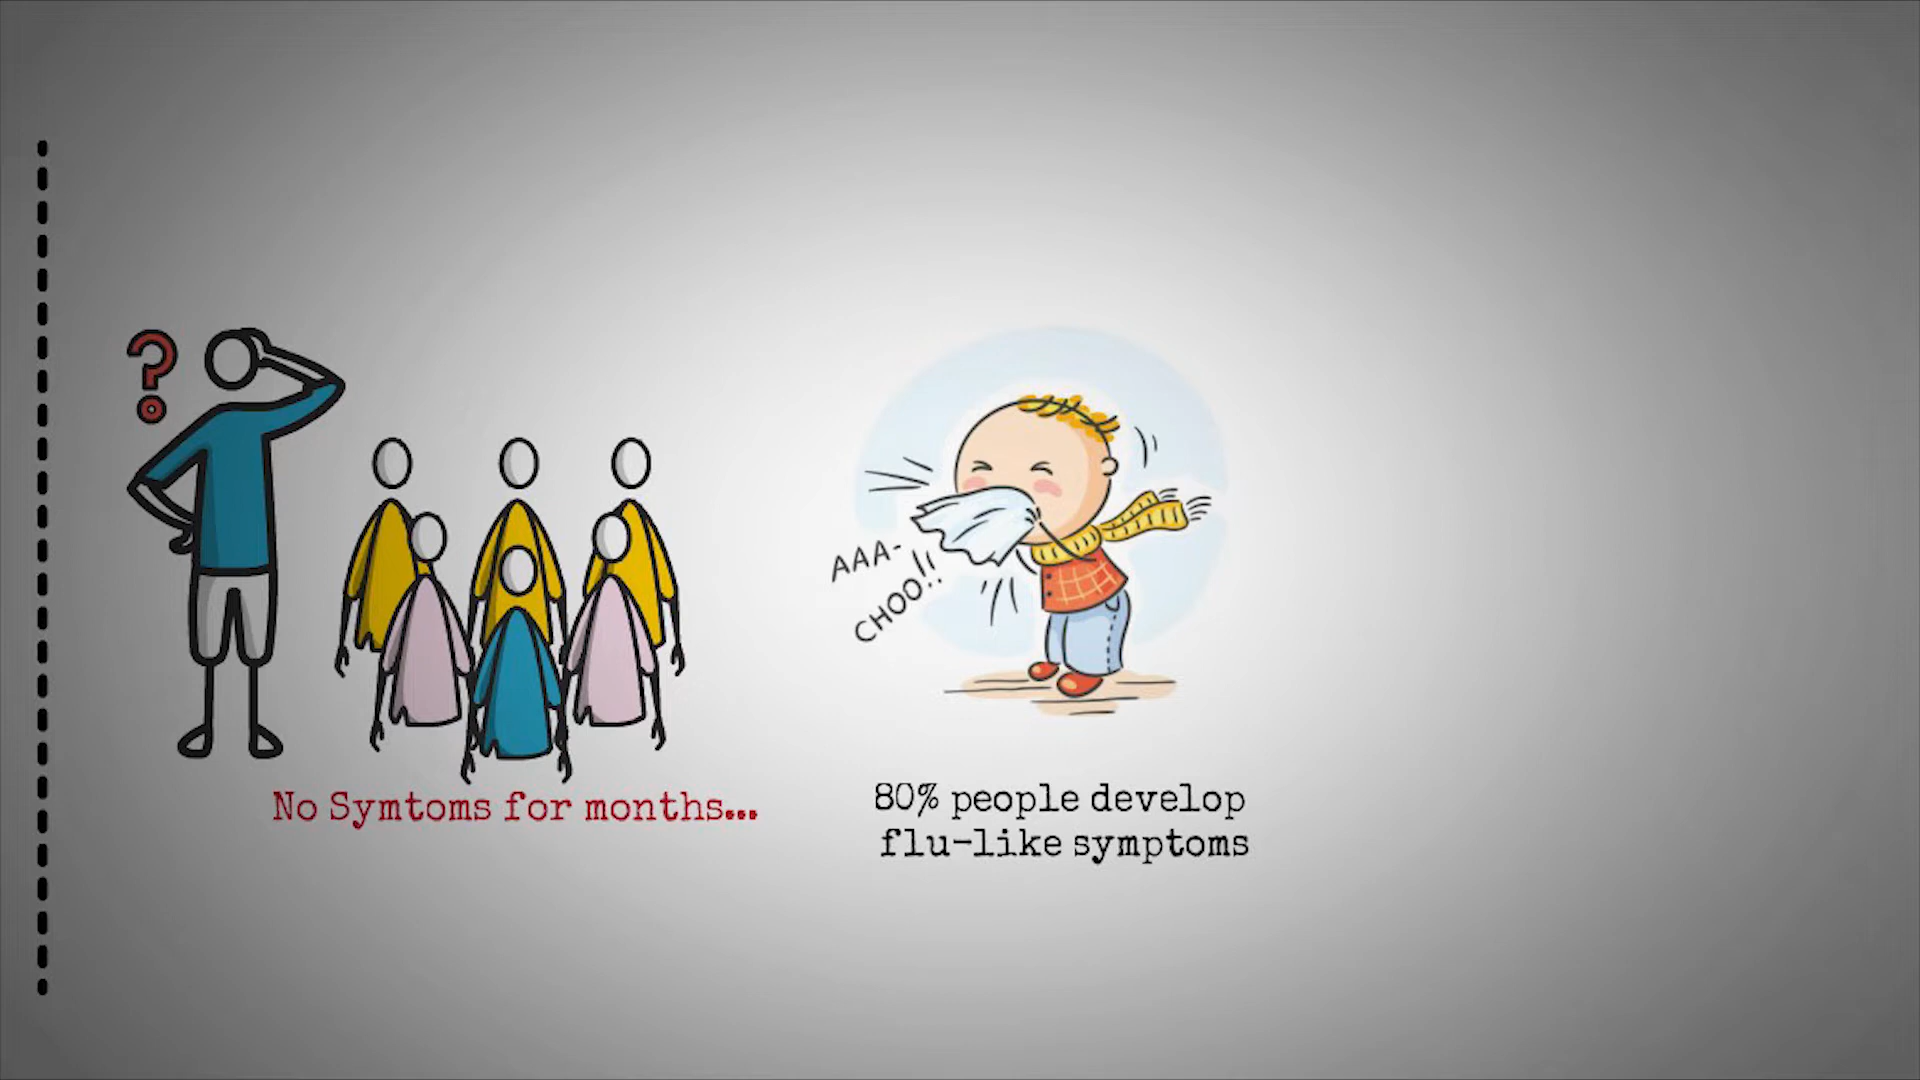 ?
No Symtoms for months...
AAA-
CHOO!!
80% people develop
flu-like symptoms